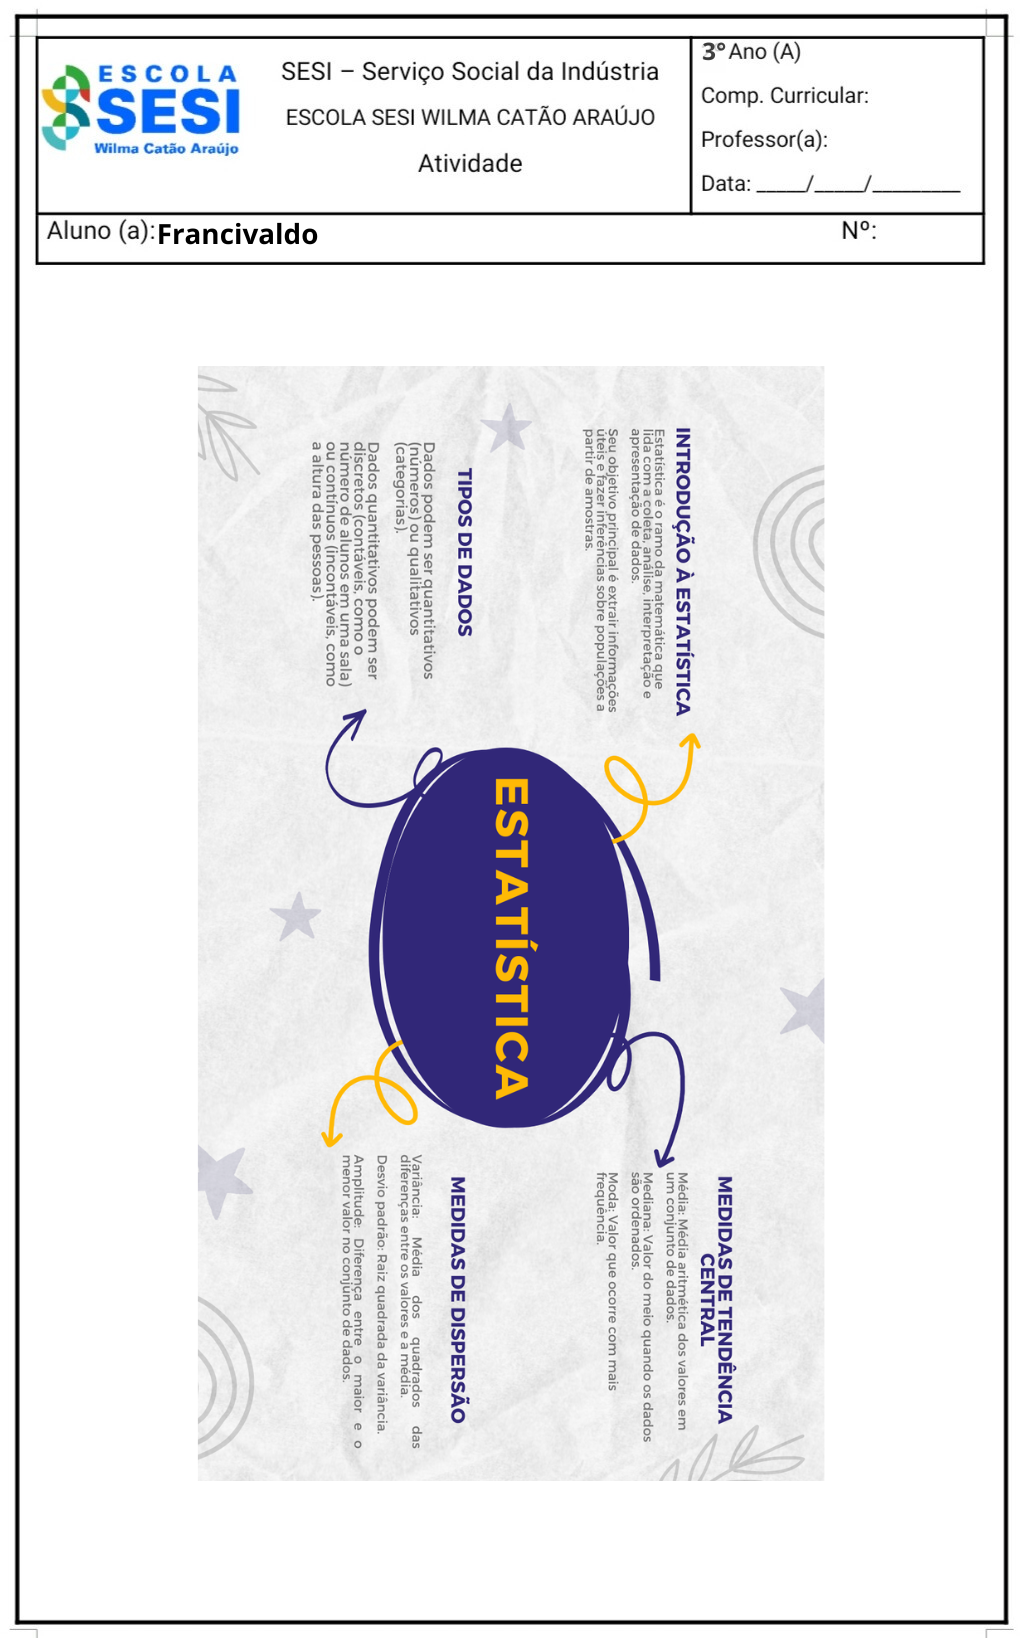 ESCOLA
SESI
Wilma Catão Araújo
SESI – Serviço Social da Indústria
ESCOLA SESI WILMA CATÃO ARAÚJO
Atividade
3º Ano (A)
Comp. Curricular:
Professor(a):
Data: _____/_____/_________
Aluno (a): Francivaldo
Nº:
INTRODUÇÃO À ESTATÍSTICA
Estatística é o ramo da matemática que
lida com a coleta, análise, interpretação e
apresentação de dados.
Seu objetivo principal é extrair informações
úteis e fazer inferências sobre populações a
partir de amostras.
MEDIDAS DE TENDÊNCIA
CENTRAL
Média: Média aritmética dos valores em
um conjunto de dados.
Mediana: Valor do meio quando os dados
são ordenados.
Moda: Valor que ocorre com mais
frequência.
ESTATÍSTICA
TIPOS DE DADOS
Dados podem ser quantitativos
(números) ou qualitativos
(categorias).
Dados quantitativos podem ser
discretos (contáveis, como o
número de alunos em uma sala)
ou contínuos (incontáveis, como
a altura das pessoas).
MEDIDAS DE DISPERSÃO
Variância: Média dos quadrados das
diferenças entre os valores e a média.
Desvio padrão: Raiz quadrada da variância.
Amplitude: Diferença entre o maior e o
menor valor no conjunto de dados.